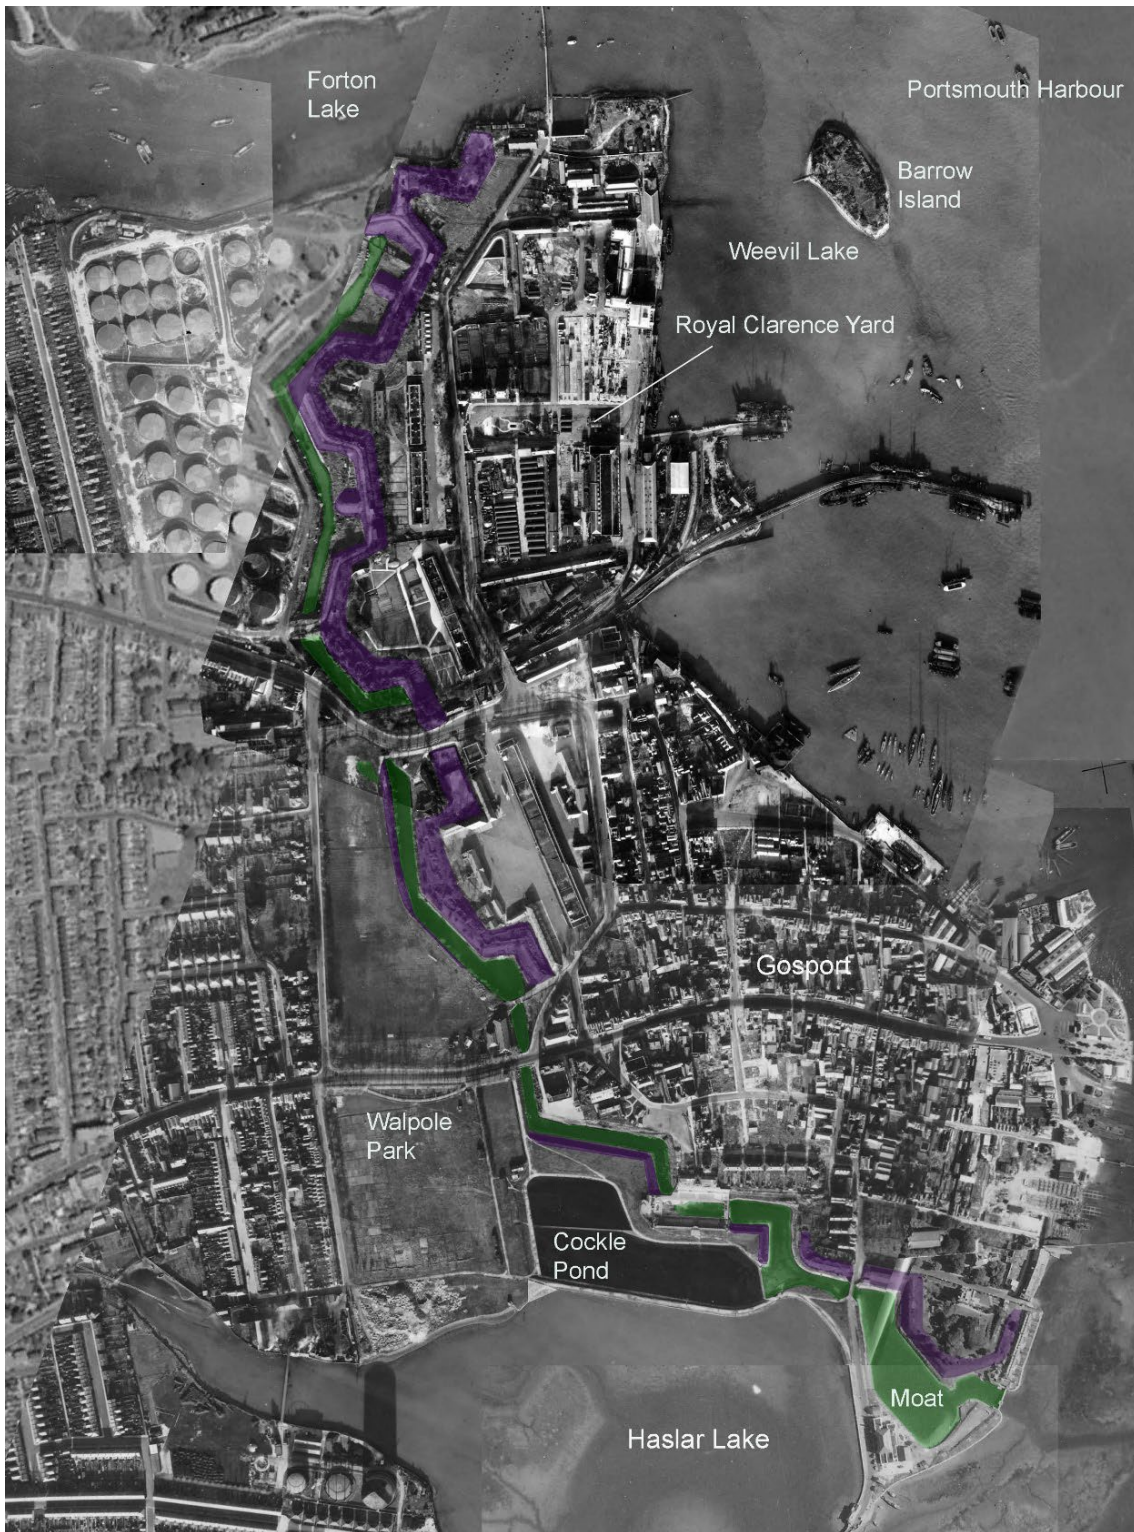 Forton
Lake
Portsmouth Harbour
Barrow
Island
Weevil Lake
Royal Clarence Yard
Gosport
Walpole
Park
Cockle
Pond
Moat
Haslar Lake